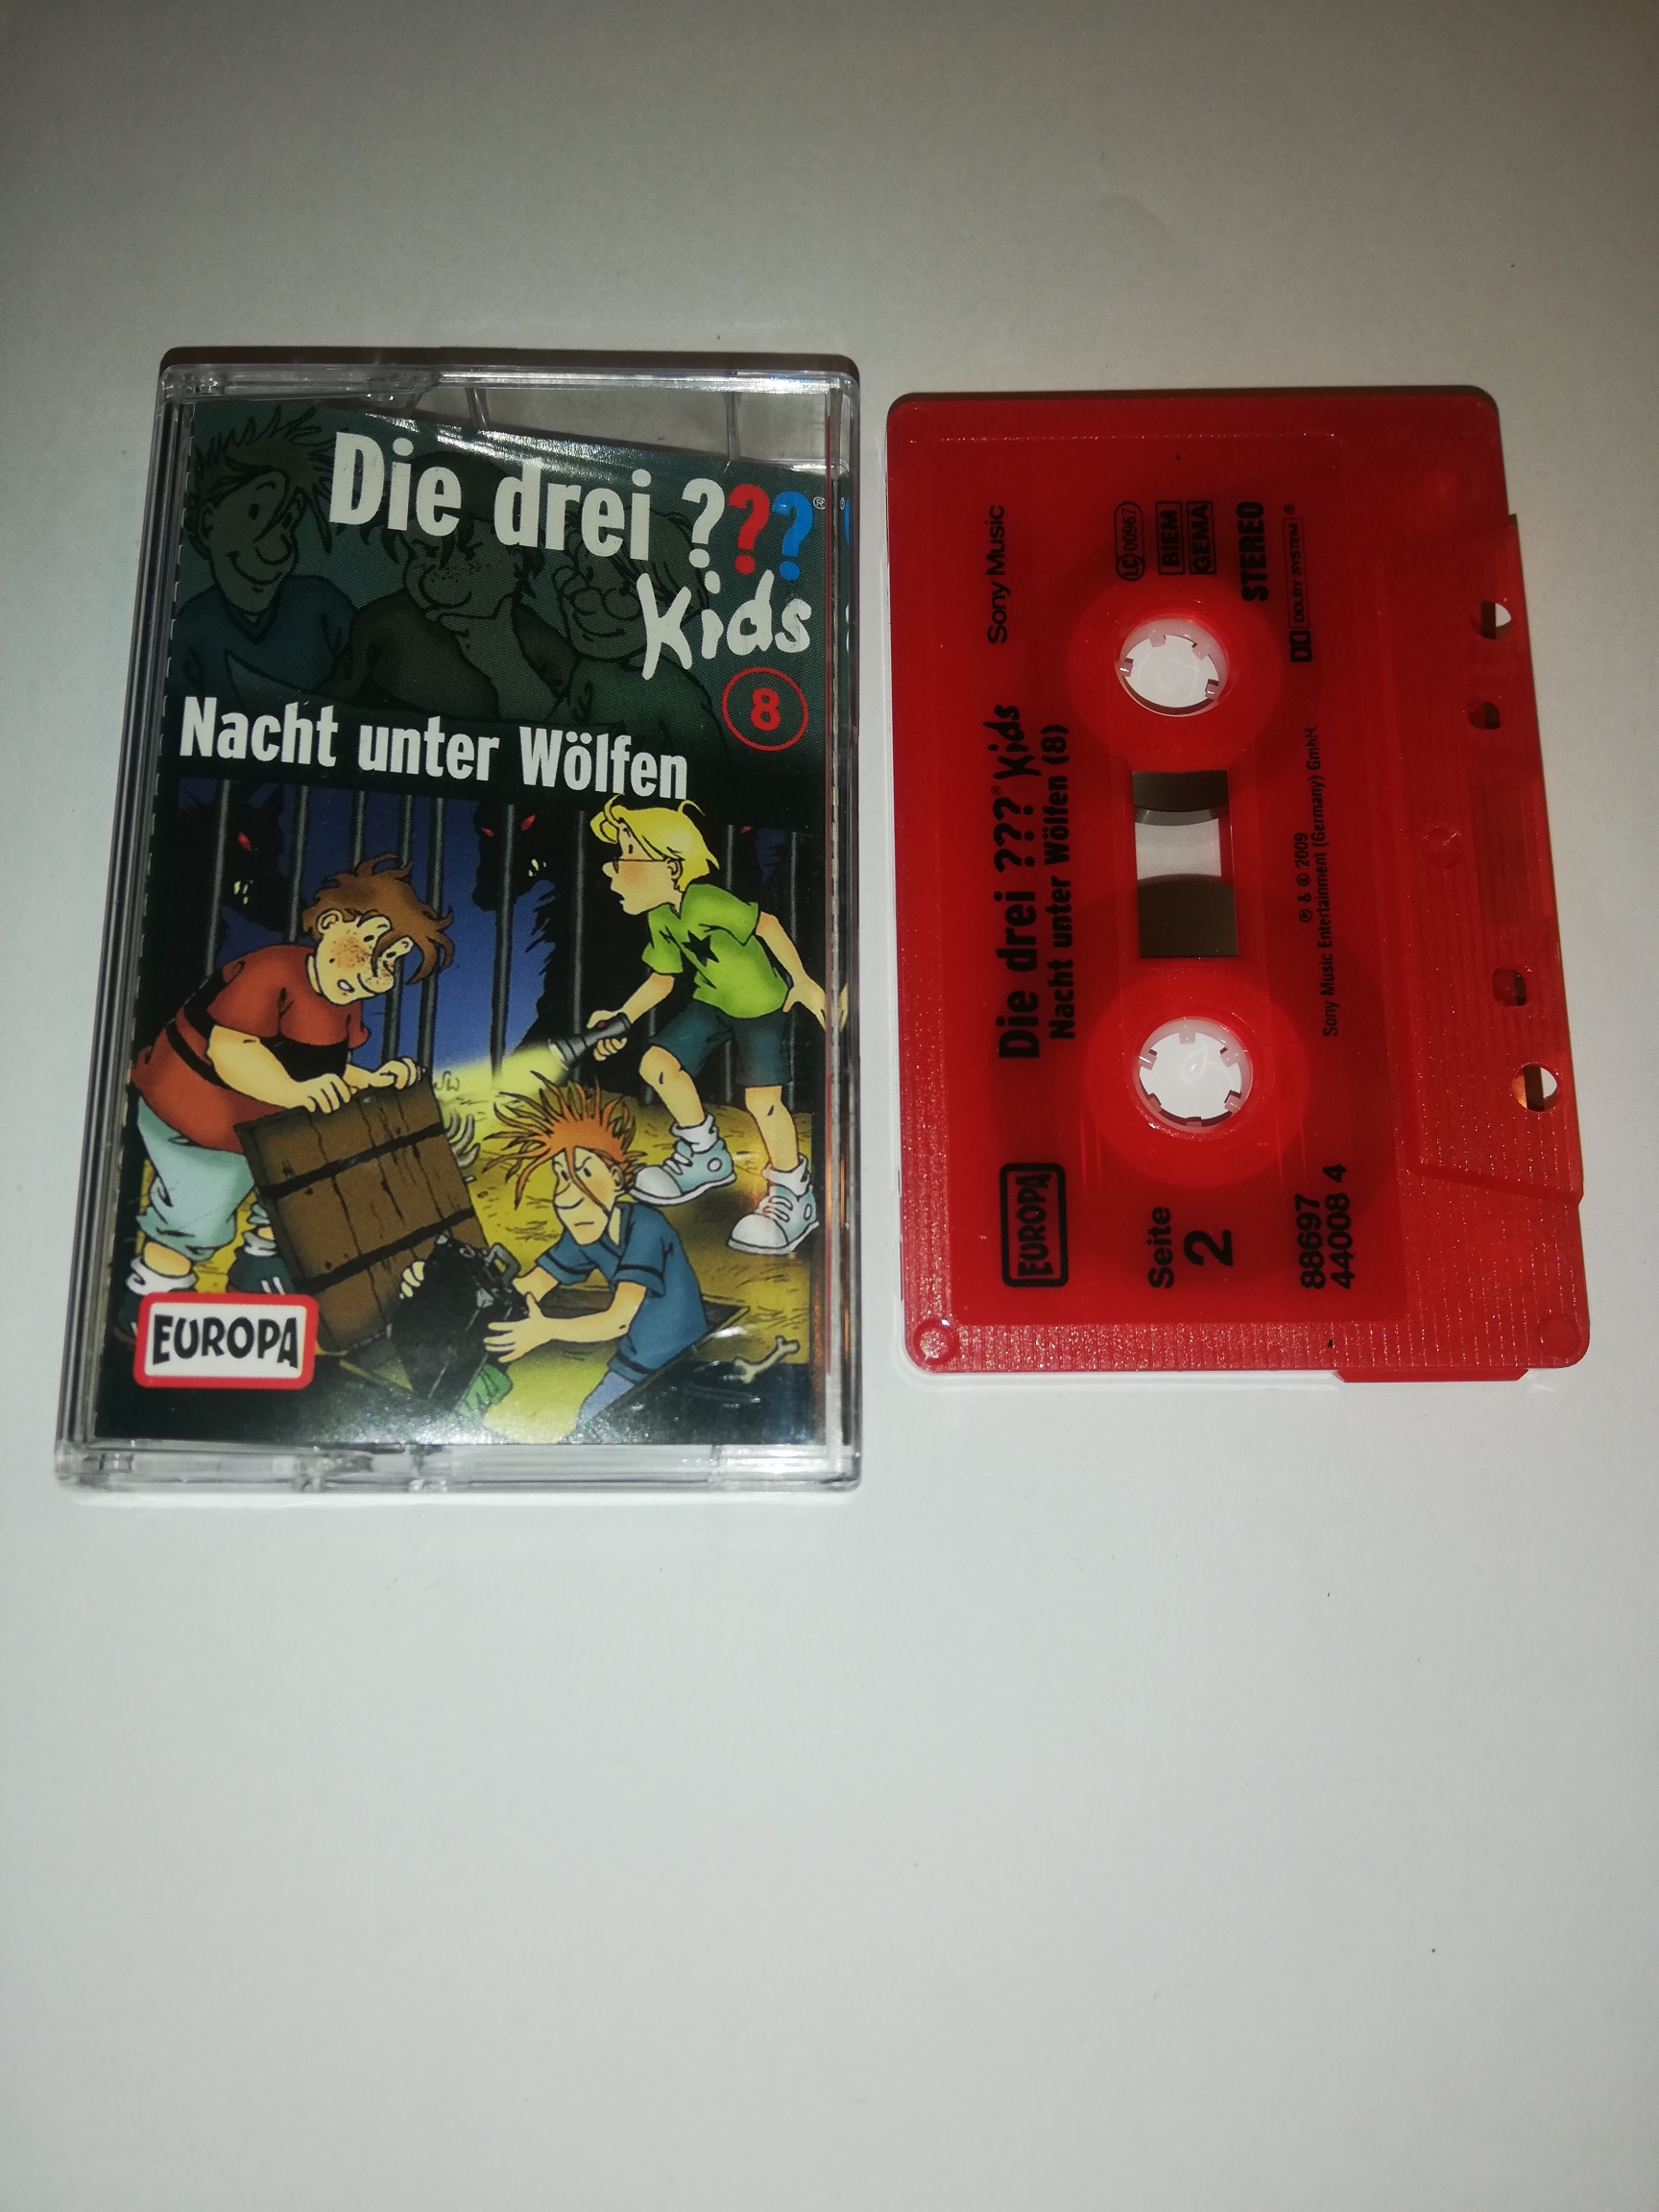 Die drei ???®
Kids
8
Nacht unter Wölfen
EUROPA
EUROPA
Die drei ???® Kids
Nacht unter Wölfen (8)
Sony Music
Seite
2
LC 00967
BIEM
GEMA
STEREO
88697
44008 4
℗ & © 2009
Sony Music Entertainment (Germany) GmbH.
DOLBY SYSTEM®